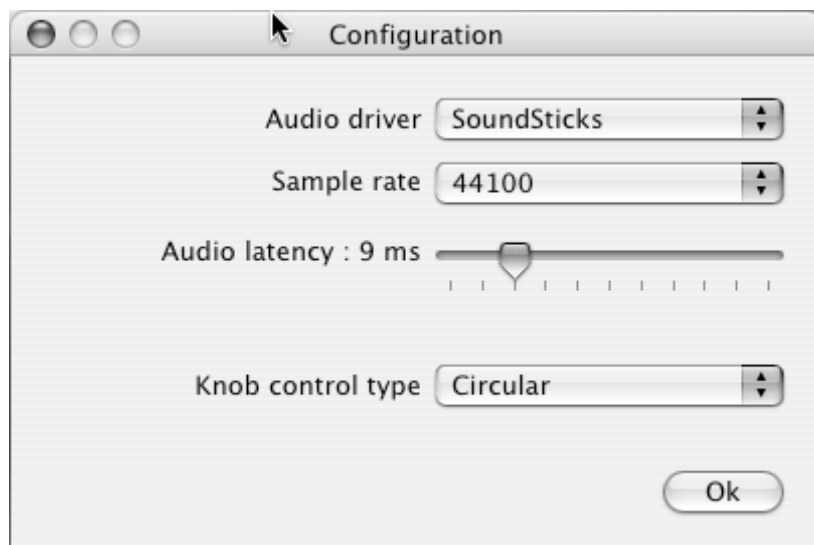 Configuration
Audio driver SoundSticks
Sample rate 44100
Audio latency : 9 ms
Knob control type Circular
Ok